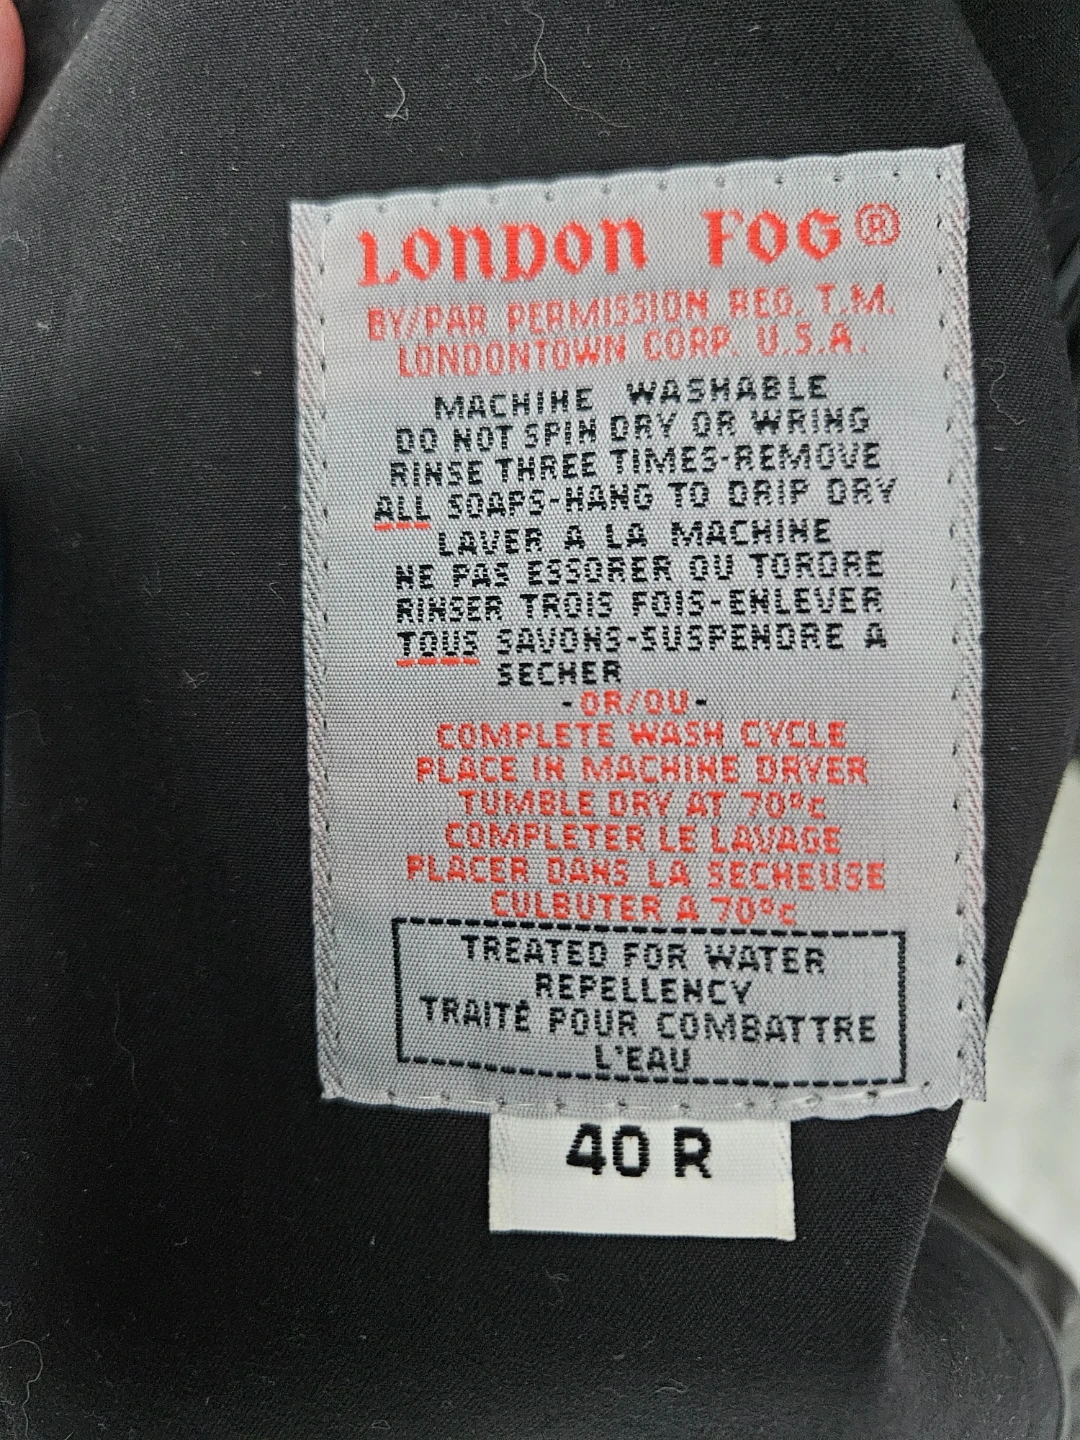 LONDON FOG®
BY/PAR PERMISSION REG. T.M.
LONDONTOWN CORP. U.S.A.
MACHINE WASHABLE
DO NOT SPIN DRY OR WRING
RINSE THREE TIMES-REMOVE
ALL SOAPS-HANG TO DRIP DRY
LAVER A LA MACHINE
NE PAS ESSORER OU TORDRE
RINSER TROIS FOIS-ENLEVER
TOUS SAVONS-SUSPENDRE A
SECHER
-OR/OU-
COMPLETE WASH CYCLE
PLACE IN MACHINE DRYER
TUMBLE DRY AT 70°c
COMPLETER LE LAVAGE
PLACER DANS LA SECHEUSE
CULBUTER A 70°c
TREATED FOR WATER
REPELLENCY
TRAITÉ POUR COMBATTRE
L'EAU
40 R